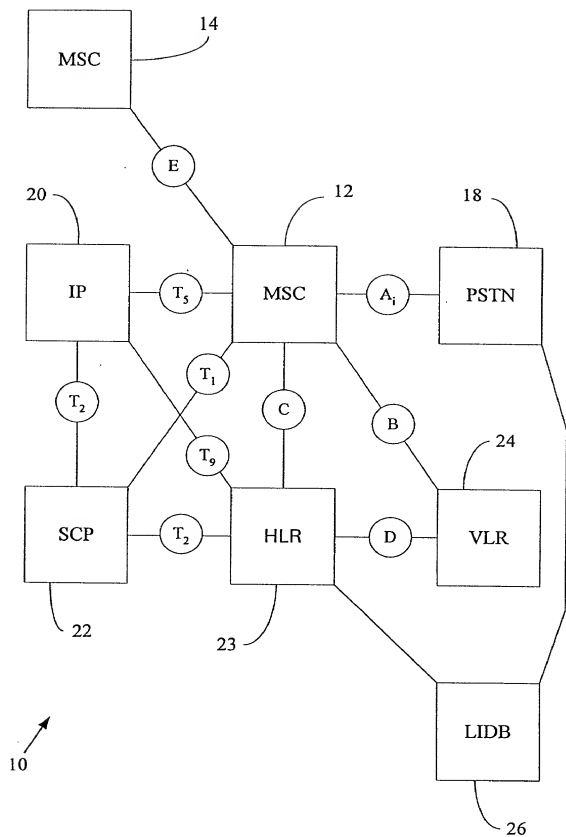 14
MSC
E
20
12
18
IP
T5
MSC
Ai
PSTN
T1
T2
C
B
T9
24
SCP
T2
HLR
D
VLR
22
23
LIDB
10
26